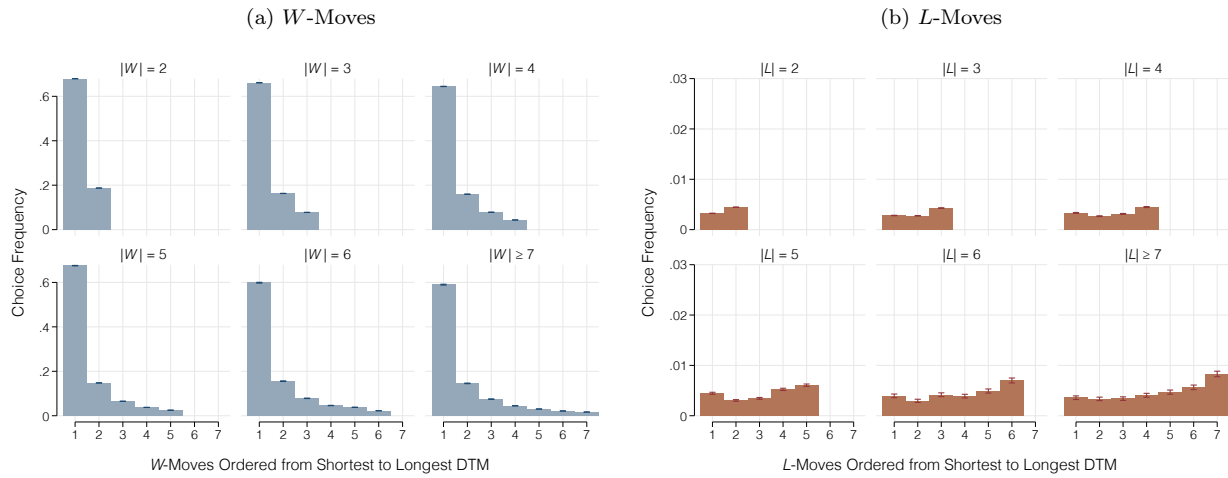 (a) W-Moves
|W| = 2
|W| = 3
|W| = 4
.6
.4
.2
0
|W| = 5
|W| = 6
|W| ≥ 7
.6
.4
.2
0
1 2 3 4 5 6 7
1 2 3 4 5 6 7
1 2 3 4 5 6 7
Choice Frequency
W-Moves Ordered from Shortest to Longest DTM
(b) L-Moves
|L| = 2
|L| = 3
|L| = 4
.03
.02
.01
0
|L| = 5
|L| = 6
|L| ≥ 7
.03
.02
.01
0
1 2 3 4 5 6 7
1 2 3 4 5 6 7
1 2 3 4 5 6 7
Choice Frequency
L-Moves Ordered from Shortest to Longest DTM